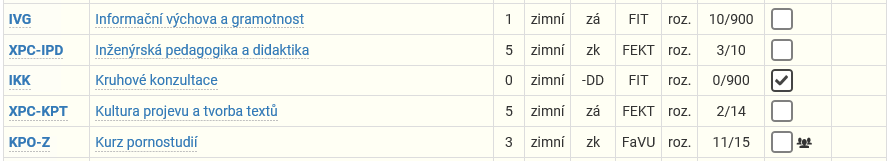 IVG Informační výchova a gramotnost 1 zimní zá FIT roz. 10/900
XPC-IPD Inženýrská pedagogika a didaktika 5 zimní zk FEKT roz. 3/10
IKK Kruhové konzultace 0 zimní -DD FIT roz. 0/900
XPC-KPT Kultura projevu a tvorba textů 5 zimní zá FEKT roz. 2/14
KPO-Z Kurz pornostudií 3 zimní zk FaVU roz. 11/15